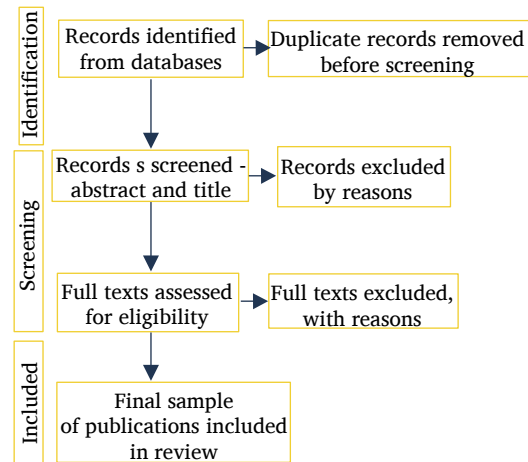 Identification
Records identified
from databases
Duplicate records removed
before screening
Screening
Records s screened -
abstract and title
Records excluded
by reasons
Full texts assessed
for eligibility
Full texts excluded,
with reasons
Included
Final sample
of publications included
in review